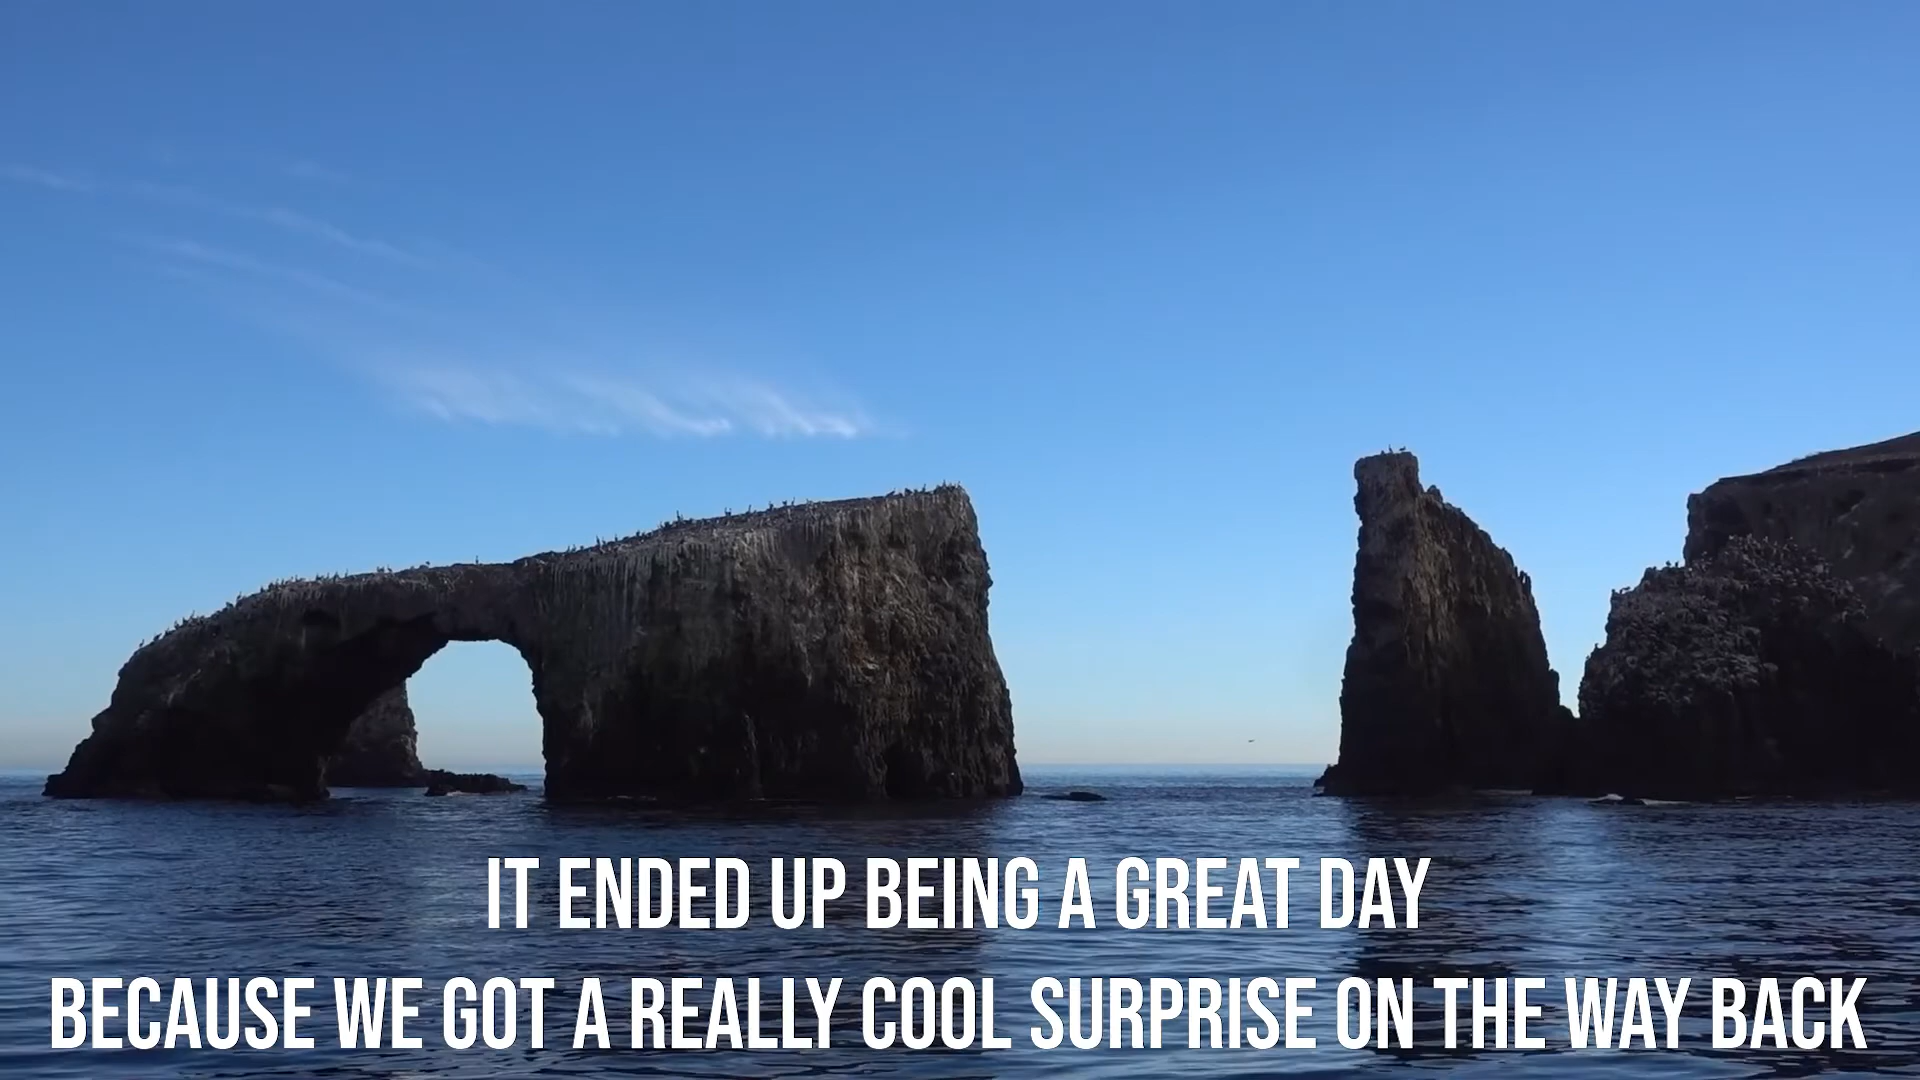 IT ENDED UP BEING A GREAT DAY
BECAUSE WE GOT A REALLY COOL SURPRISE ON THE WAY BACK